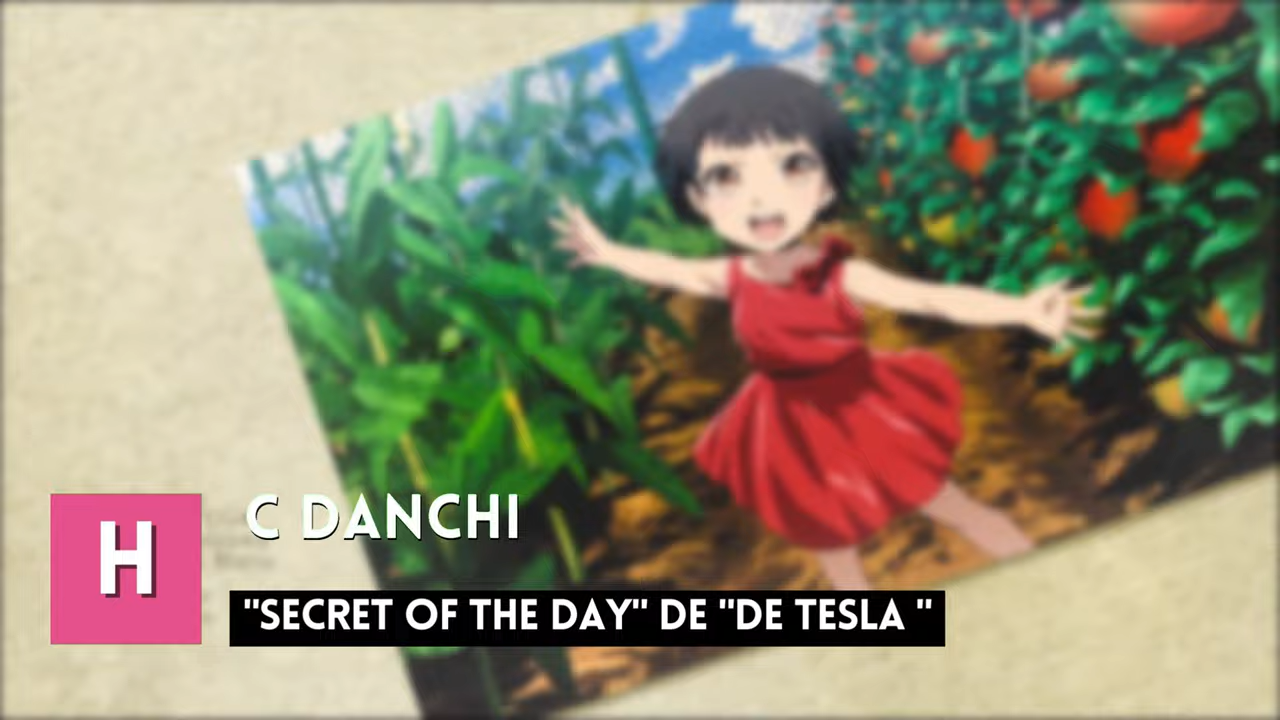 C DANCHI
H
"SECRET OF THE DAY" DE "DE TESLA "